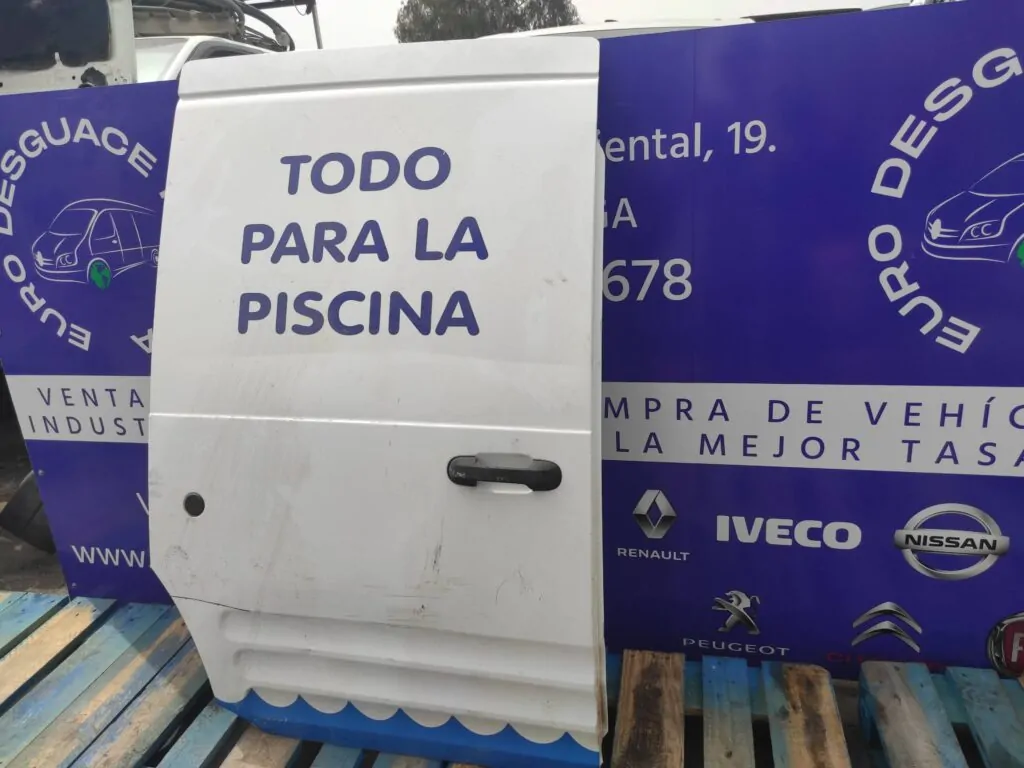 EURO DESGUACE
TODO
PARA LA
PISCINA
VENTA
INDUST
WWW.
ental, 19.
GA
678
EURO DESG
MPRA DE VEHÍC
LA MEJOR TASA
RENAULT
IVECO
NISSAN
PEUGEOT